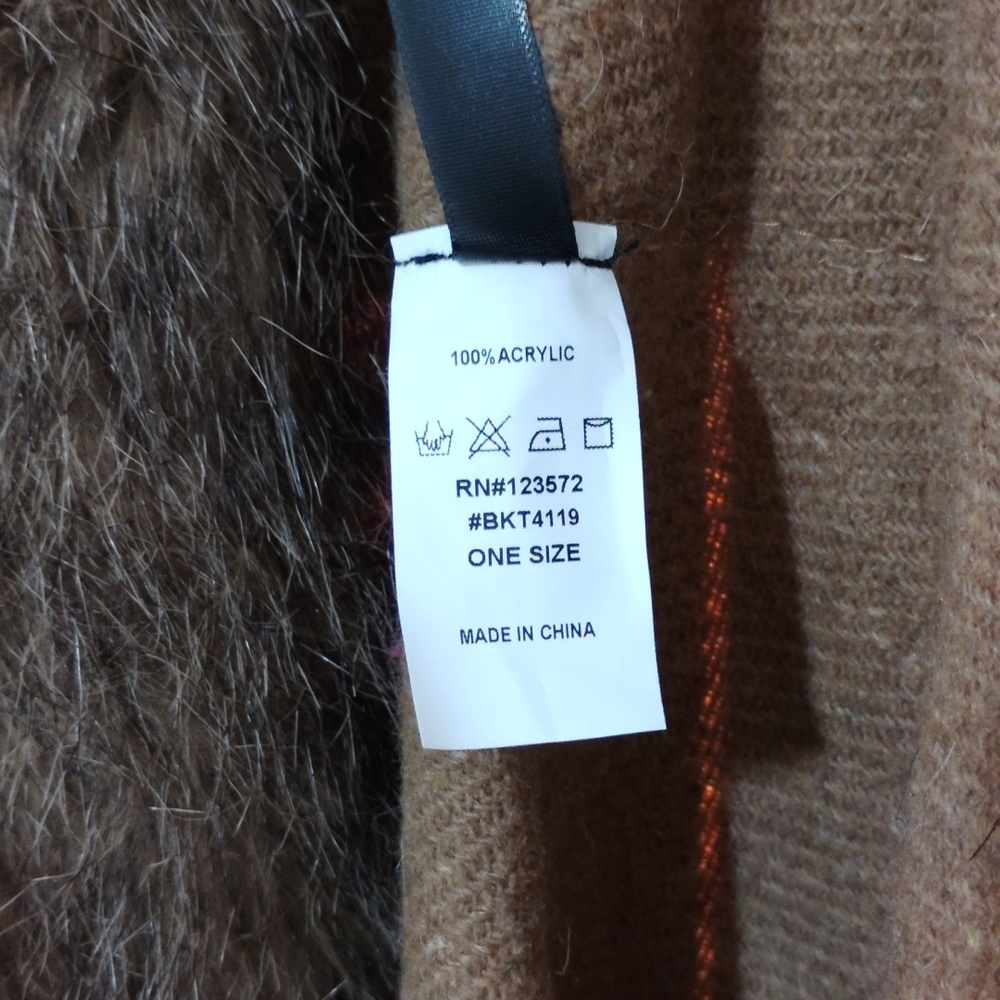 100%ACRYLIC
RN#123572
#BKT4119
ONE SIZE
MADE IN CHINA